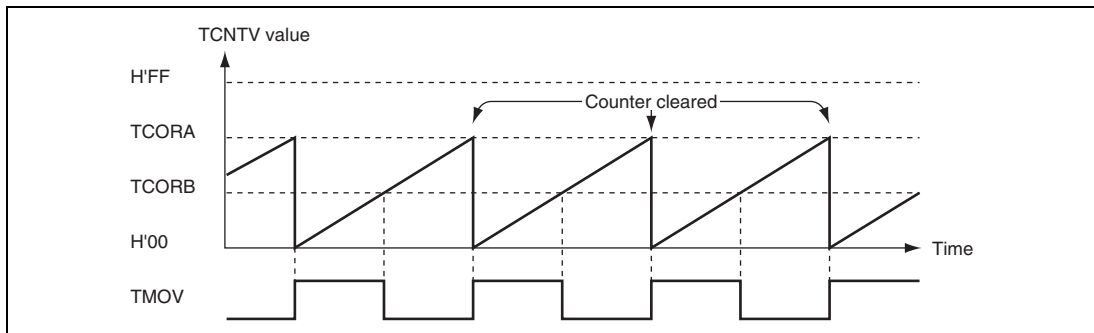 TCNTV value
H'FF
Counter cleared
TCORA
TCORB
H'00
Time
TMOV